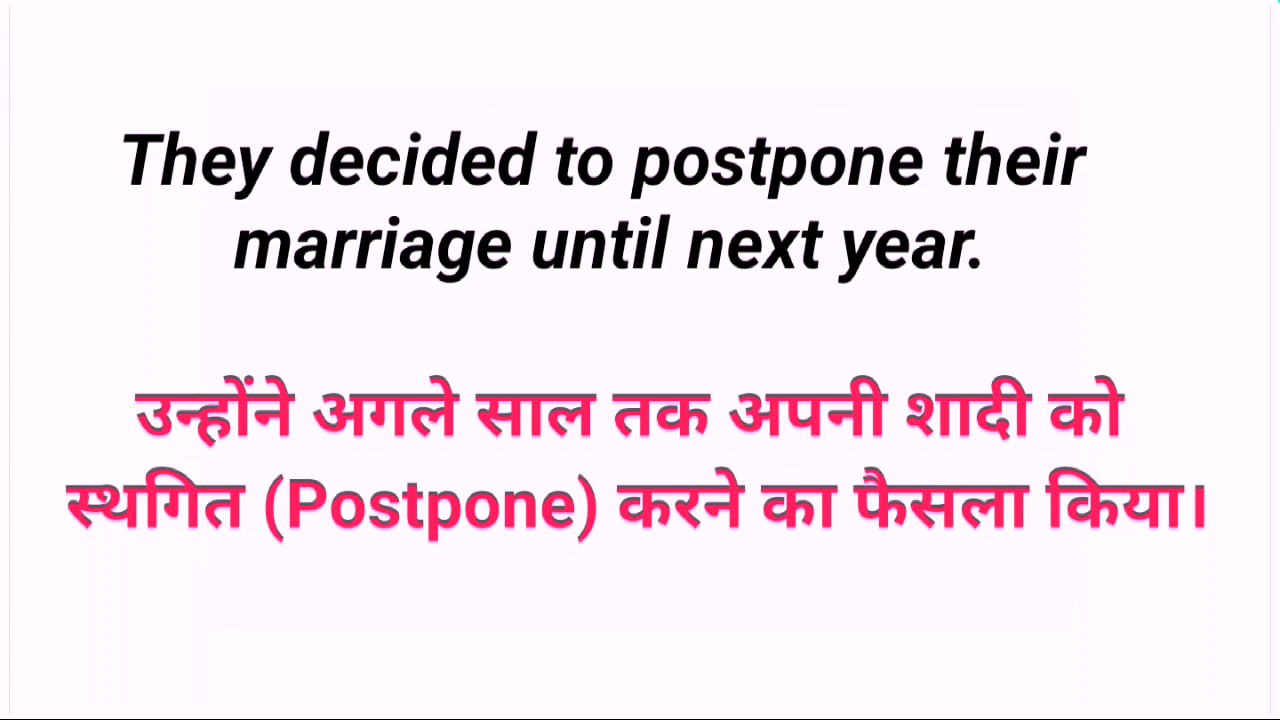 They decided to postpone their
marriage until next year.
उन्होंने अगले साल तक अपनी शादी को
स्थगित (Postpone) करने का फैसला किया।